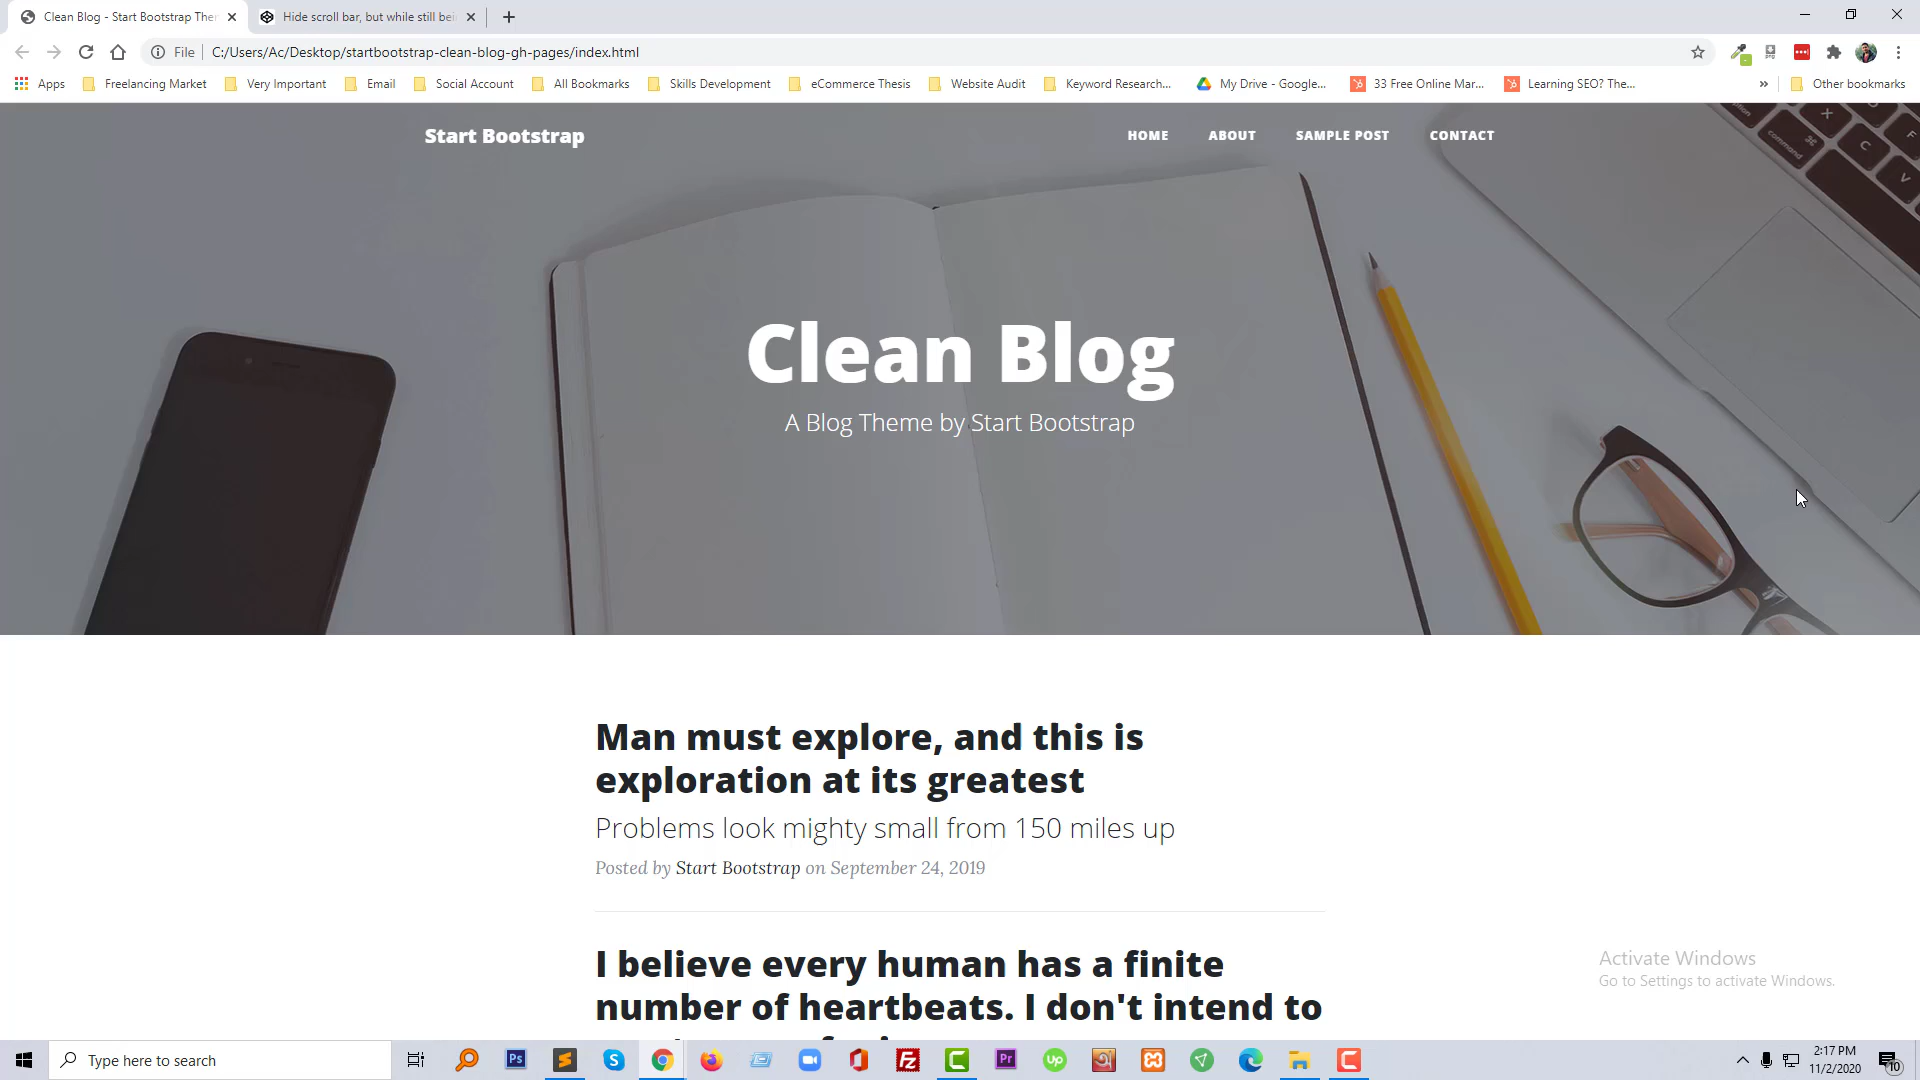 Clean Blog - Start Bootstrap Ther
Hide scroll bar, but while still bei
File
C:/Users/Ac/Desktop/startbootstrap-clean-blog-gh-pages/index.html
Apps
Freelancing Market
Very Important
Email
Social Account
All Bookmarks
Skills Development
eCommerce Thesis
Website Audit
Keyword Research...
My Drive - Google...
33 Free Online Mar...
Learning SEO? The...
»
Other bookmarks
Start Bootstrap
HOME
ABOUT
SAMPLE POST
CONTACT
Clean Blog
A Blog Theme by Start Bootstrap
Man must explore, and this is
exploration at its greatest
Problems look mighty small from 150 miles up
Posted by Start Bootstrap on September 24, 2019
I believe every human has a finite
number of heartbeats. I don't intend to
Activate Windows
Go to Settings to activate Windows.
Type here to search
2:17 PM
11/2/2020
10